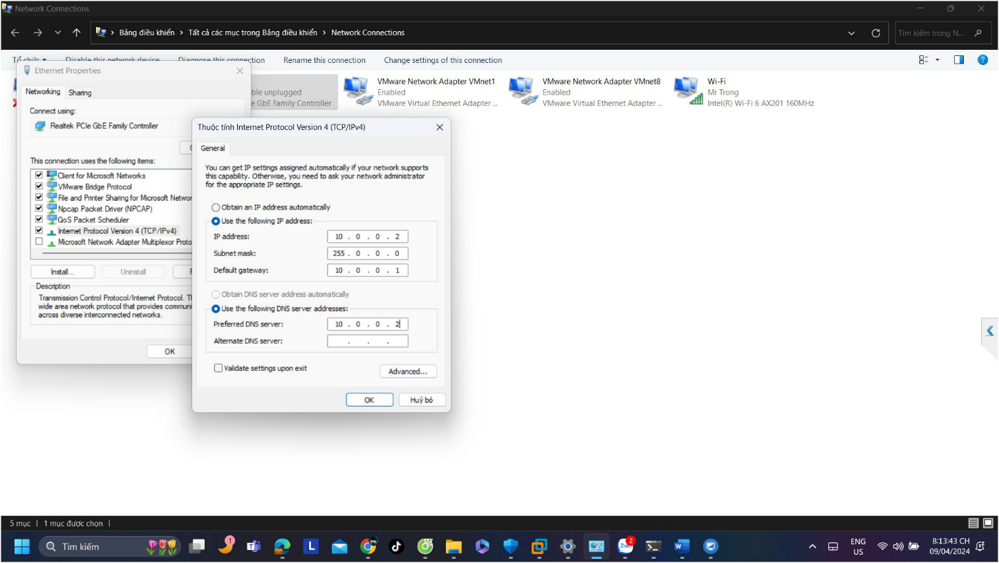 Network Connections
Bảng điều khiển > Tất cả các mục trong Bảng điều khiển > Network Connections
Tìm kiếm trong N...
Tổ chức Disable this network device Diagnose this connection Rename this connection Change settings of this connection
Ethernet Properties
Networking
Sharing
Connect using:
Realtek PCIe GbE Family Controller
This connection uses the following items:
Client for Microsoft Networks
VMware Bridge Protocol
File and Printer Sharing for Microsoft Networ
Npcap Packet Driver (NPCAP)
QoS Packet Scheduler
Internet Protocol Version 4 (TCP/IPv4)
Microsoft Network Adapter Multiplexor Proto
Install...
Uninstall
Description
Transmission Control Protocol/Internet Protocol. Th
wide area network protocol that provides communi
across diverse interconnected networks.
OK
ble unplugged
e GbE Family Controller
VMware Network Adapter VMnet1
Enabled
VMware Virtual Ethernet Adapter ...
VMware Network Adapter VMnet8
Enabled
VMware Virtual Ethernet Adapter ...
Wi-Fi
Mr Trong
Intel(R) Wi-Fi 6 AX201 160MHz
Thuộc tính Internet Protocol Version 4 (TCP/IPv4)
General
You can get IP settings assigned automatically if your network supports
this capability. Otherwise, you need to ask your network administrator
for the appropriate IP settings.
Obtain an IP address automatically
Use the following IP address:
IP address: 10 . 0 . 0 . 2
Subnet mask: 255 . 0 . 0 . 0
Default gateway: 10 . 0 . 0 . 1
Obtain DNS server address automatically
Use the following DNS server addresses:
Preferred DNS server: 10 . 0 . 0 . 2
Alternate DNS server: . . .
Validate settings upon exit
Advanced...
OK
Huỷ bỏ
5 mục | 1 mục được chọn |
Tìm kiếm
1
L
Zalo
2
W
ENG
US
8:13:43 CH
09/04/2024